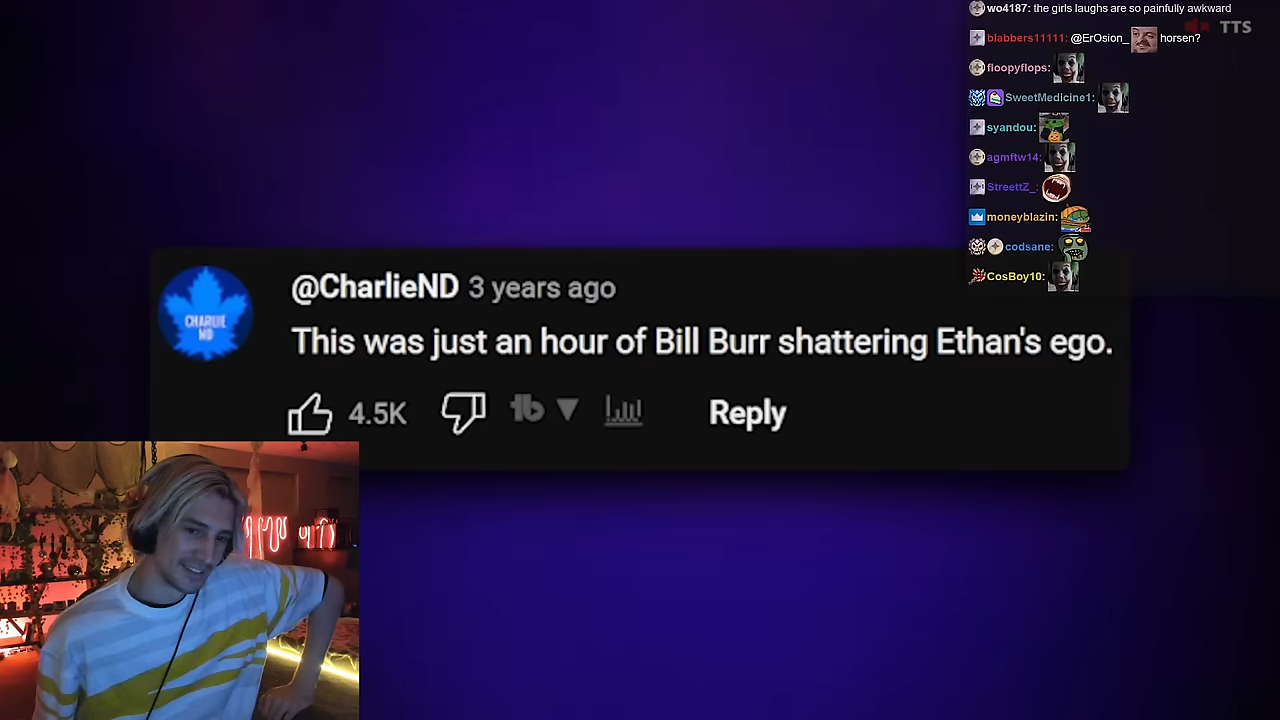 wo4187: the girls laughs are so painfully awkward
TTS
blabbers11111: @ErOsion_ horsen?
floopyflops:
SweetMedicine1:
syandou:
agmftw14:
StreettZ_:
moneyblazin:
codsane:
CosBoy10:
@CharlieND 3 years ago
CHARLIE
ND
This was just an hour of Bill Burr shattering Ethan's ego.
4.5K
Reply